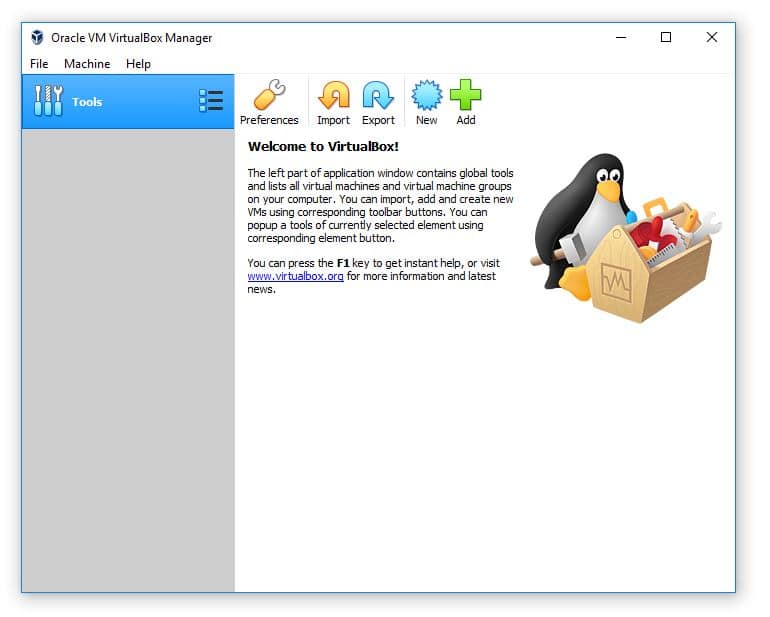 Oracle VM VirtualBox Manager
File Machine Help
Tools
Preferences Import Export New Add
Welcome to VirtualBox!
The left part of application window contains global tools
and lists all virtual machines and virtual machine groups
on your computer. You can import, add and create new
VMs using corresponding toolbar buttons. You can
popup a tools of currently selected element using
corresponding element button.
You can press the F1 key to get instant help, or visit
www.virtualbox.org for more information and latest
news.
VM